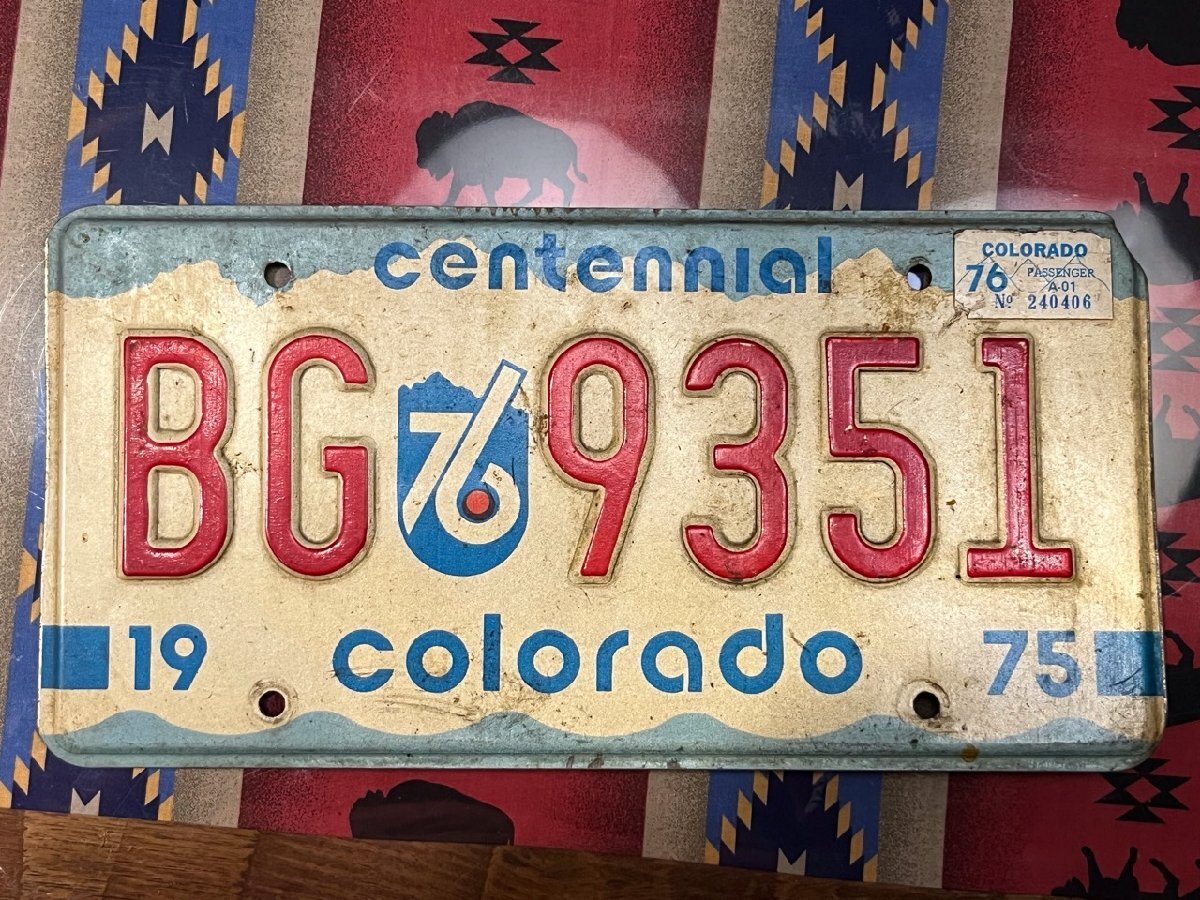 centennial
COLORADO
76 PASSENGER
A-01
Nº 240406
BG 76 9351
19 colorado 75